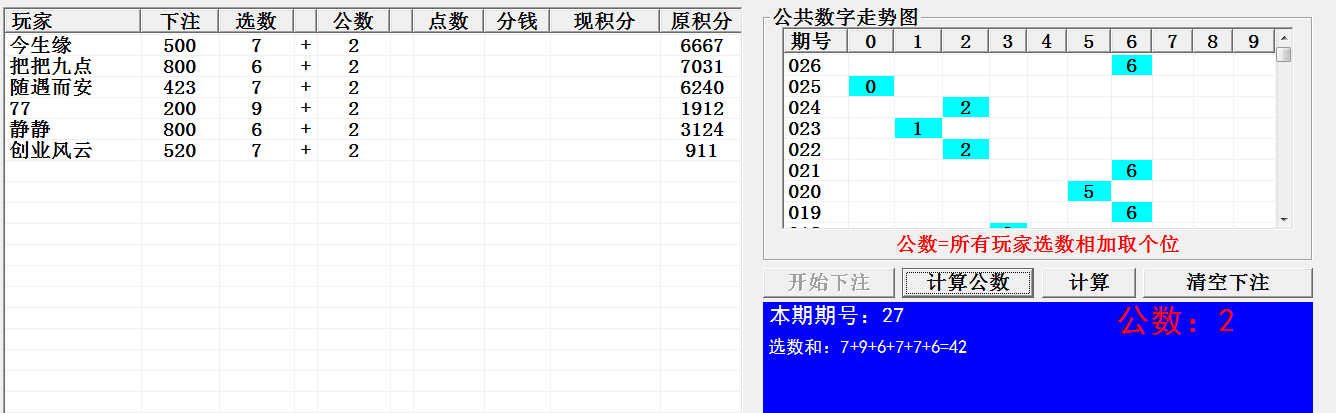 玩家 下注 选数 公数 点数 分钱 现积分 原积分
今生缘 500 7 + 2 6667
把把九点 800 6 + 2 7031
随遇而安 423 7 + 2 6240
77 200 9 + 2 1912
静静 800 6 + 2 3124
创业风云 520 7 + 2 911
公共数字走势图
期号 0 1 2 3 4 5 6 7 8 9
026 6
025 0
024 2
023 1
022 2
021 6
020 5
019 6
公数=所有玩家选数相加取个位
开始下注 计算公数 计算 清空下注
本期期号：27 公数：2
选数和：7+9+6+7+7+6=42